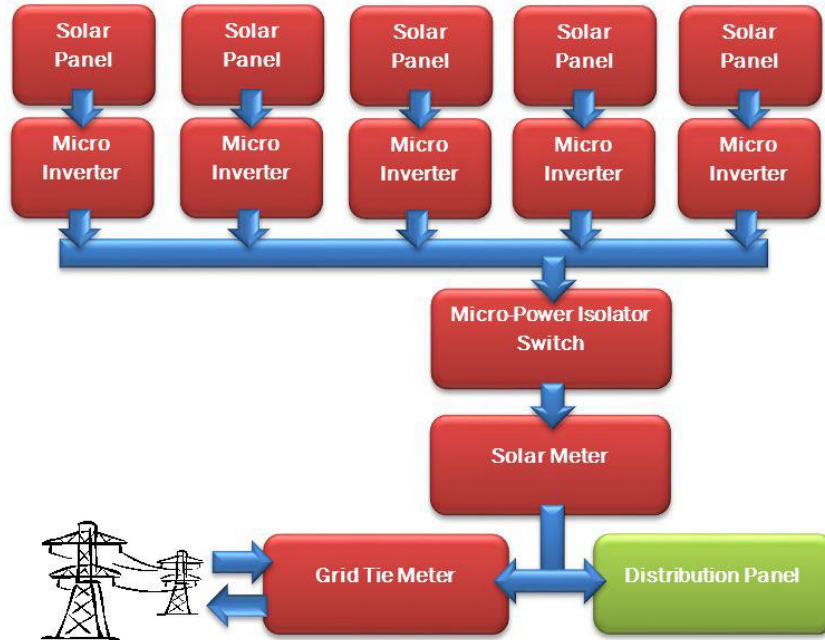 Solar
Panel
Solar
Panel
Solar
Panel
Solar
Panel
Solar
Panel
Micro
Inverter
Micro
Inverter
Micro
Inverter
Micro
Inverter
Micro
Inverter
Micro-Power Isolator
Switch
Solar Meter
Grid Tie Meter
Distribution Panel